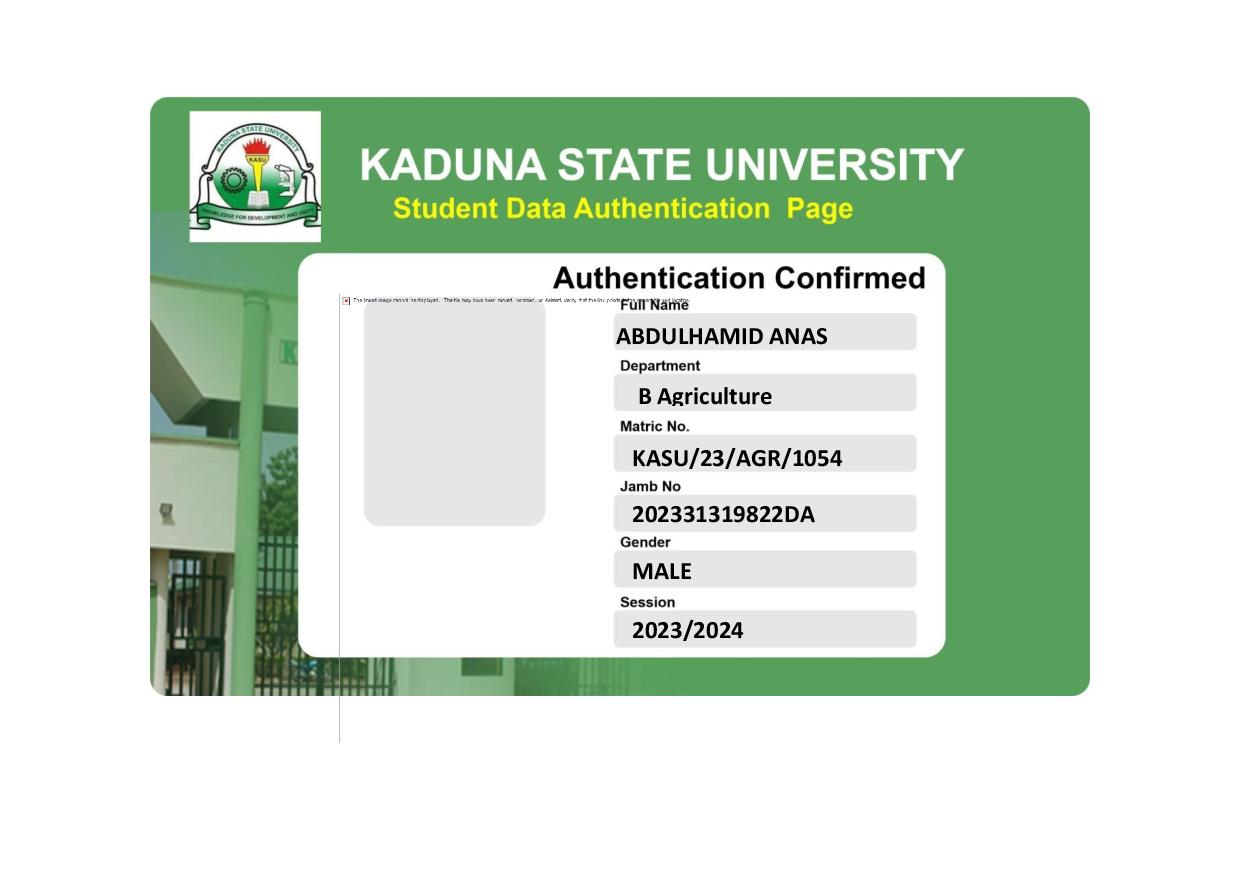 KADUNA STATE UNIVERSITY
KASU
KNOWLEDGE FOR DEVELOPMENT AND UNITY
KADUNA STATE UNIVERSITY
Student Data Authentication Page
Authentication Confirmed
The linked image cannot be displayed. The file may have been moved, renamed, or deleted. Verify that the link points to the correct file and location.
Full Name
ABDULHAMID ANAS
Department
B Agriculture
Matric No.
KASU/23/AGR/1054
Jamb No
202331319822DA
Gender
MALE
Session
2023/2024
K